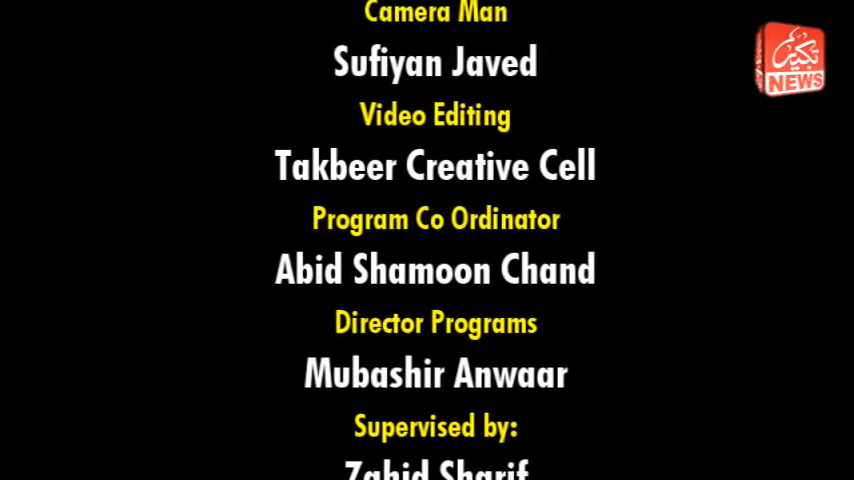 Camera Man
Sufiyan Javed
تکبیر
NEWS
Video Editing
Takbeer Creative Cell
Program Co Ordinator
Abid Shamoon Chand
Director Programs
Mubashir Anwaar
Supervised by:
Zahid Sharif